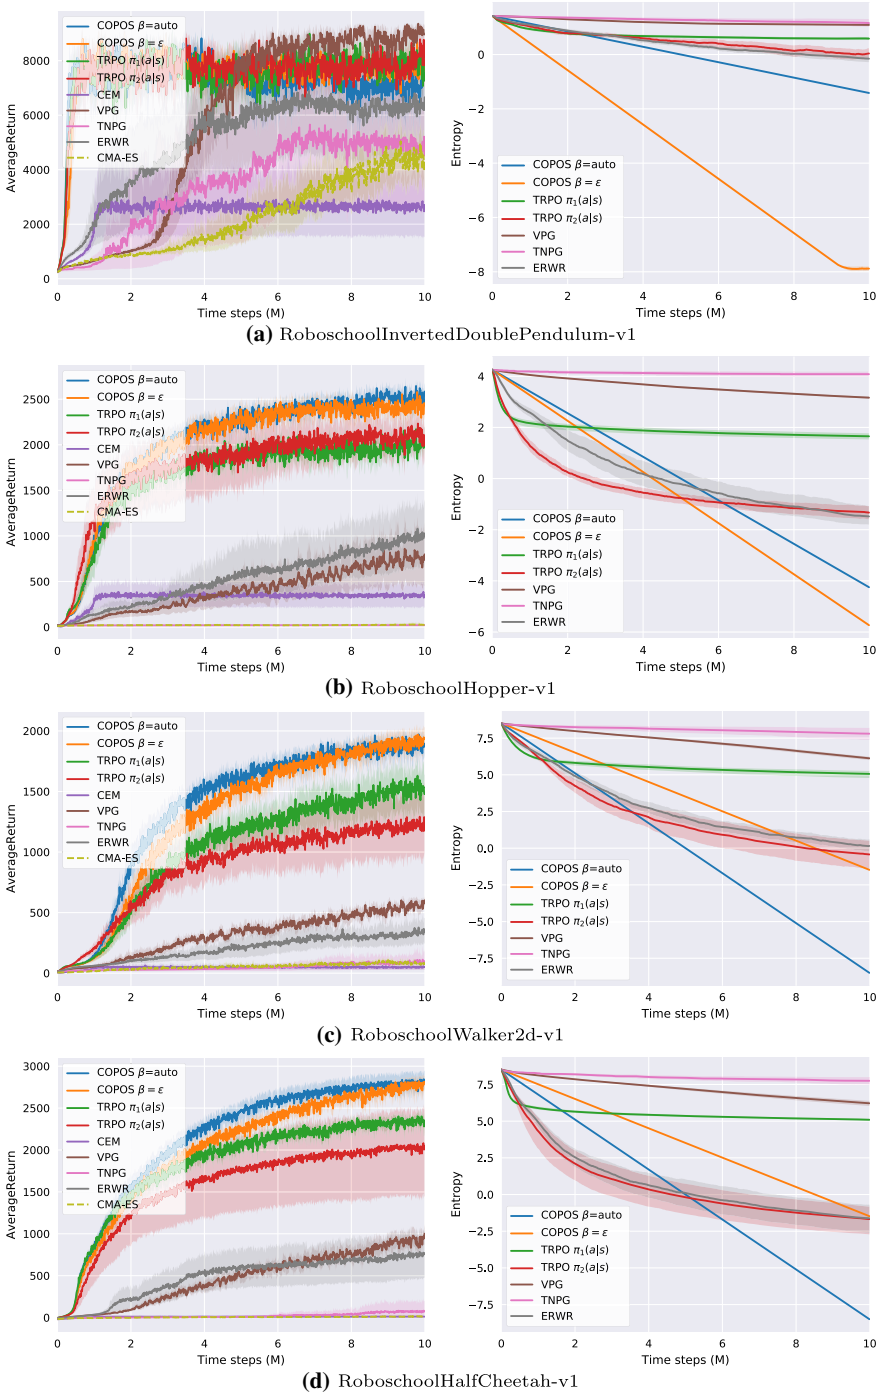 AverageReturn
8000
6000
4000
2000
0
COPOS β=auto
COPOS β = ε
TRPO π₁(a|s)
TRPO π₂(a|s)
CEM
VPG
TNPG
ERWR
CMA-ES
0 2 4 6 8 10
Time steps (M)
Entropy
0
−2
−4
−6
−8
COPOS β=auto
COPOS β = ε
TRPO π₁(a|s)
TRPO π₂(a|s)
VPG
TNPG
ERWR
0 2 4 6 8 10
Time steps (M)
(a) RoboschoolInvertedDoublePendulum-v1
AverageReturn
2500
2000
1500
1000
500
0
COPOS β=auto
COPOS β = ε
TRPO π₁(a|s)
TRPO π₂(a|s)
CEM
VPG
TNPG
ERWR
CMA-ES
0 2 4 6 8 10
Time steps (M)
Entropy
4
2
0
−2
−4
−6
COPOS β=auto
COPOS β = ε
TRPO π₁(a|s)
TRPO π₂(a|s)
VPG
TNPG
ERWR
0 2 4 6 8 10
Time steps (M)
(b) RoboschoolHopper-v1
AverageReturn
2000
1500
1000
500
0
COPOS β=auto
COPOS β = ε
TRPO π₁(a|s)
TRPO π₂(a|s)
CEM
VPG
TNPG
ERWR
CMA-ES
0 2 4 6 8 10
Time steps (M)
Entropy
7.5
5.0
2.5
0.0
−2.5
−5.0
−7.5
COPOS β=auto
COPOS β = ε
TRPO π₁(a|s)
TRPO π₂(a|s)
VPG
TNPG
ERWR
0 2 4 6 8 10
Time steps (M)
(c) RoboschoolWalker2d-v1
AverageReturn
3000
2500
2000
1500
1000
500
0
COPOS β=auto
COPOS β = ε
TRPO π₁(a|s)
TRPO π₂(a|s)
CEM
VPG
TNPG
ERWR
CMA-ES
0 2 4 6 8 10
Time steps (M)
Entropy
7.5
5.0
2.5
0.0
−2.5
−5.0
−7.5
COPOS β=auto
COPOS β = ε
TRPO π₁(a|s)
TRPO π₂(a|s)
VPG
TNPG
ERWR
0 2 4 6 8 10
Time steps (M)
(d) RoboschoolHalfCheetah-v1